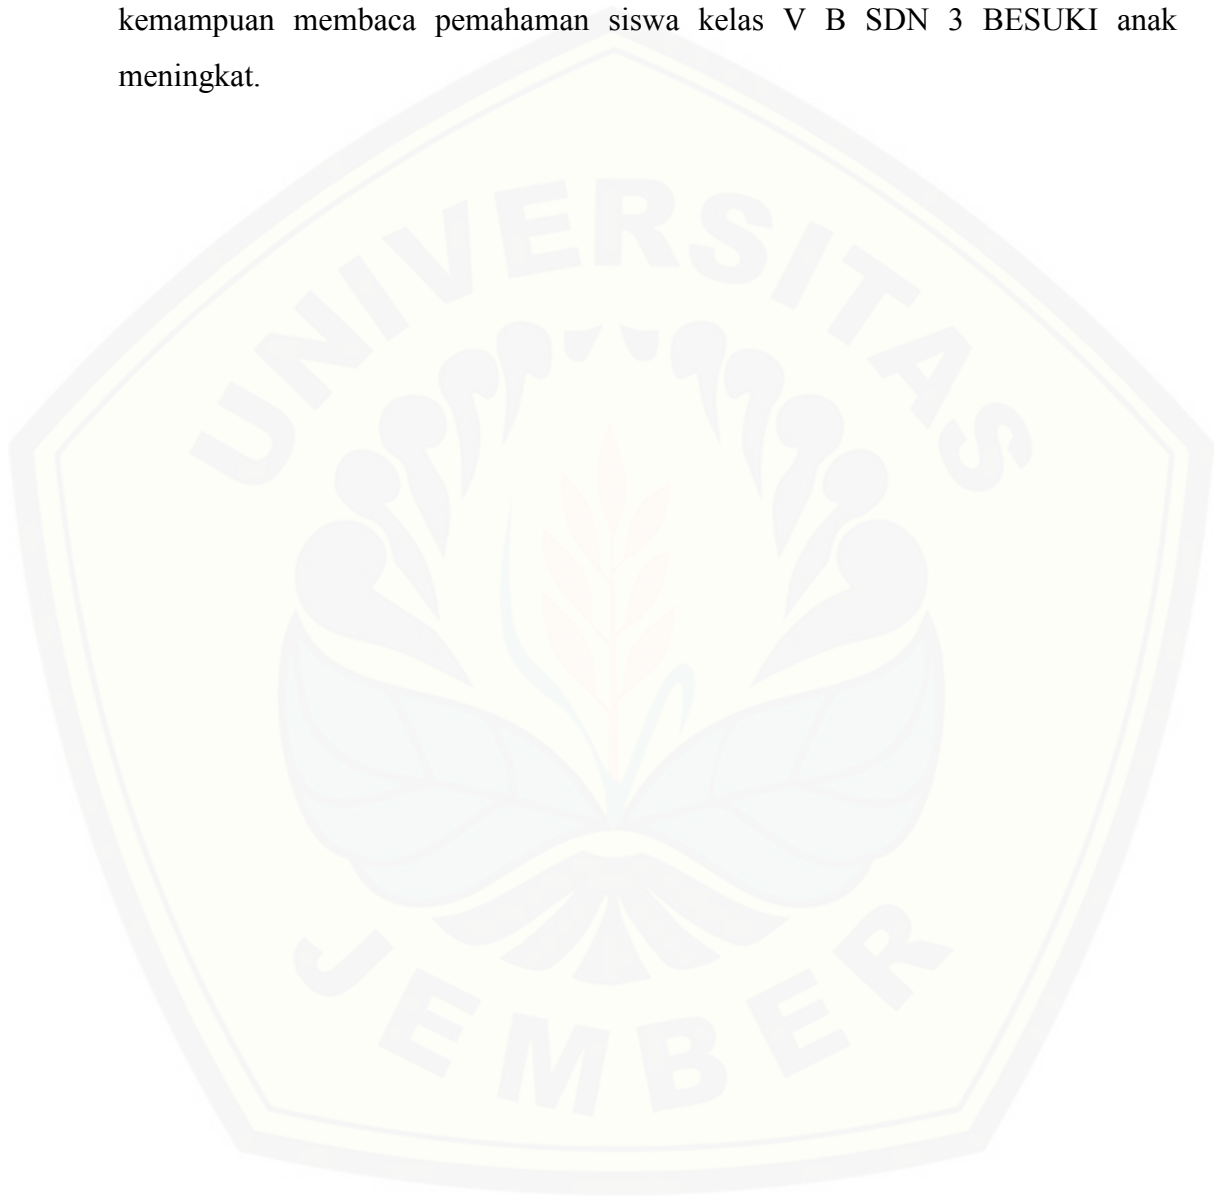 kemampuan membaca pemahaman siswa kelas V B SDN 3 BESUKI anak
meningkat.
UNIVERSITAS
JEMBER